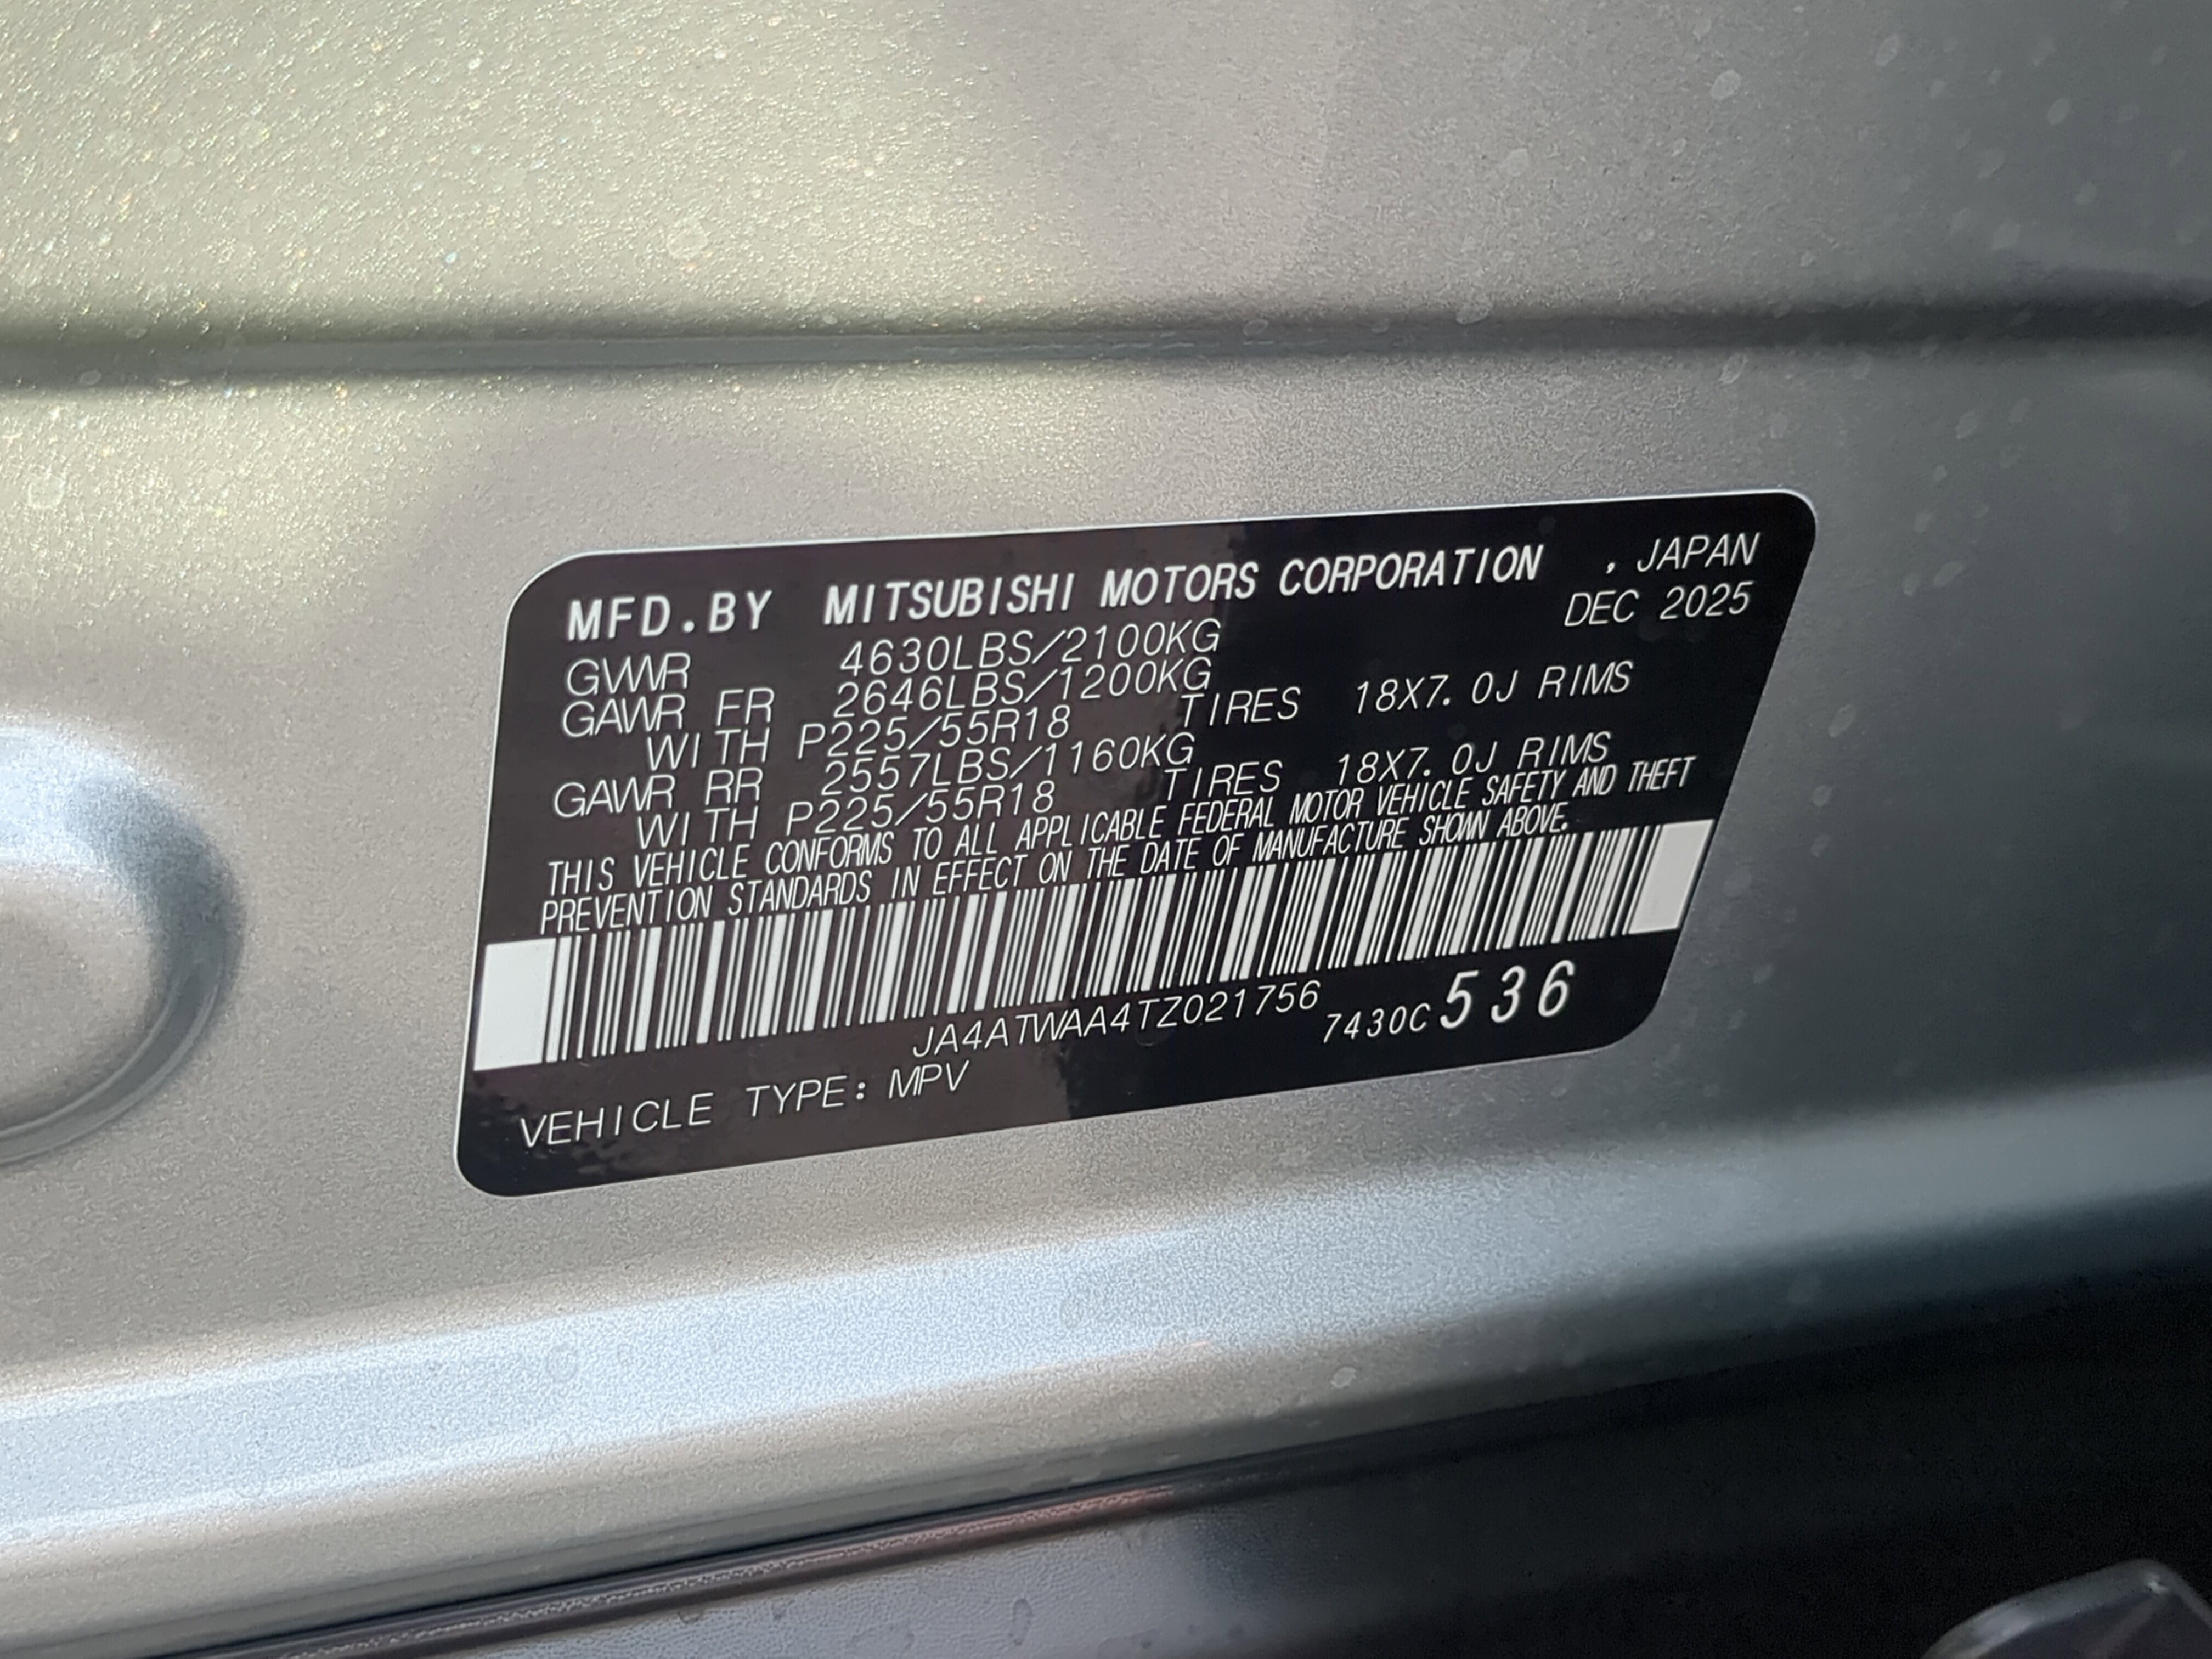 MFD.BY MITSUBISHI MOTORS CORPORATION , JAPAN
DEC 2025
GVWR 4630LBS/2100KG
GAWR FR 2646LBS/1200KG
WITH P225/55R18 TIRES 18X7.0J RIMS
GAWR RR 2557LBS/1160KG
WITH P225/55R18 TIRES 18X7.0J RIMS
THIS VEHICLE CONFORMS TO ALL APPLICABLE FEDERAL MOTOR VEHICLE SAFETY AND THEFT
PREVENTION STANDARDS IN EFFECT ON THE DATE OF MANUFACTURE SHOWN ABOVE.
JA4ATWAA4TZ021756 7430C536
VEHICLE TYPE: MPV